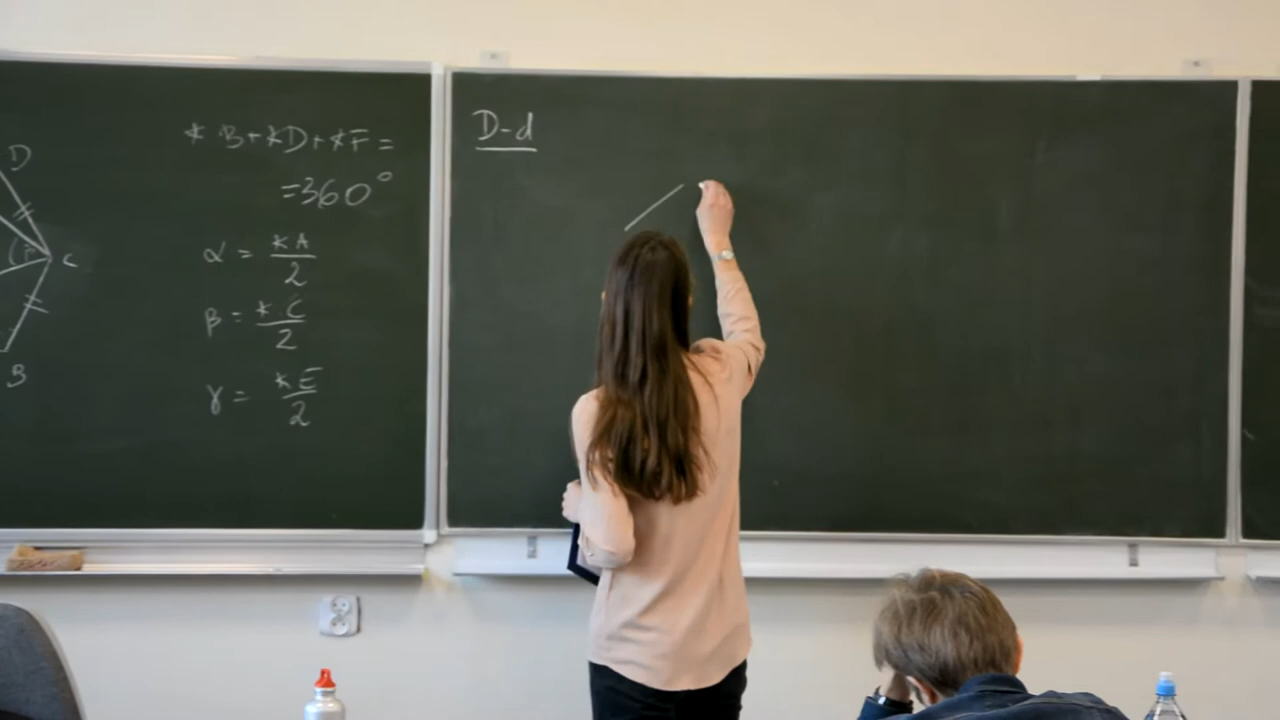 D
C
B
∢B+∢D+∢F=
=360°
α = ∢A/2
β = ∢C/2
γ = ∢E/2
D-d